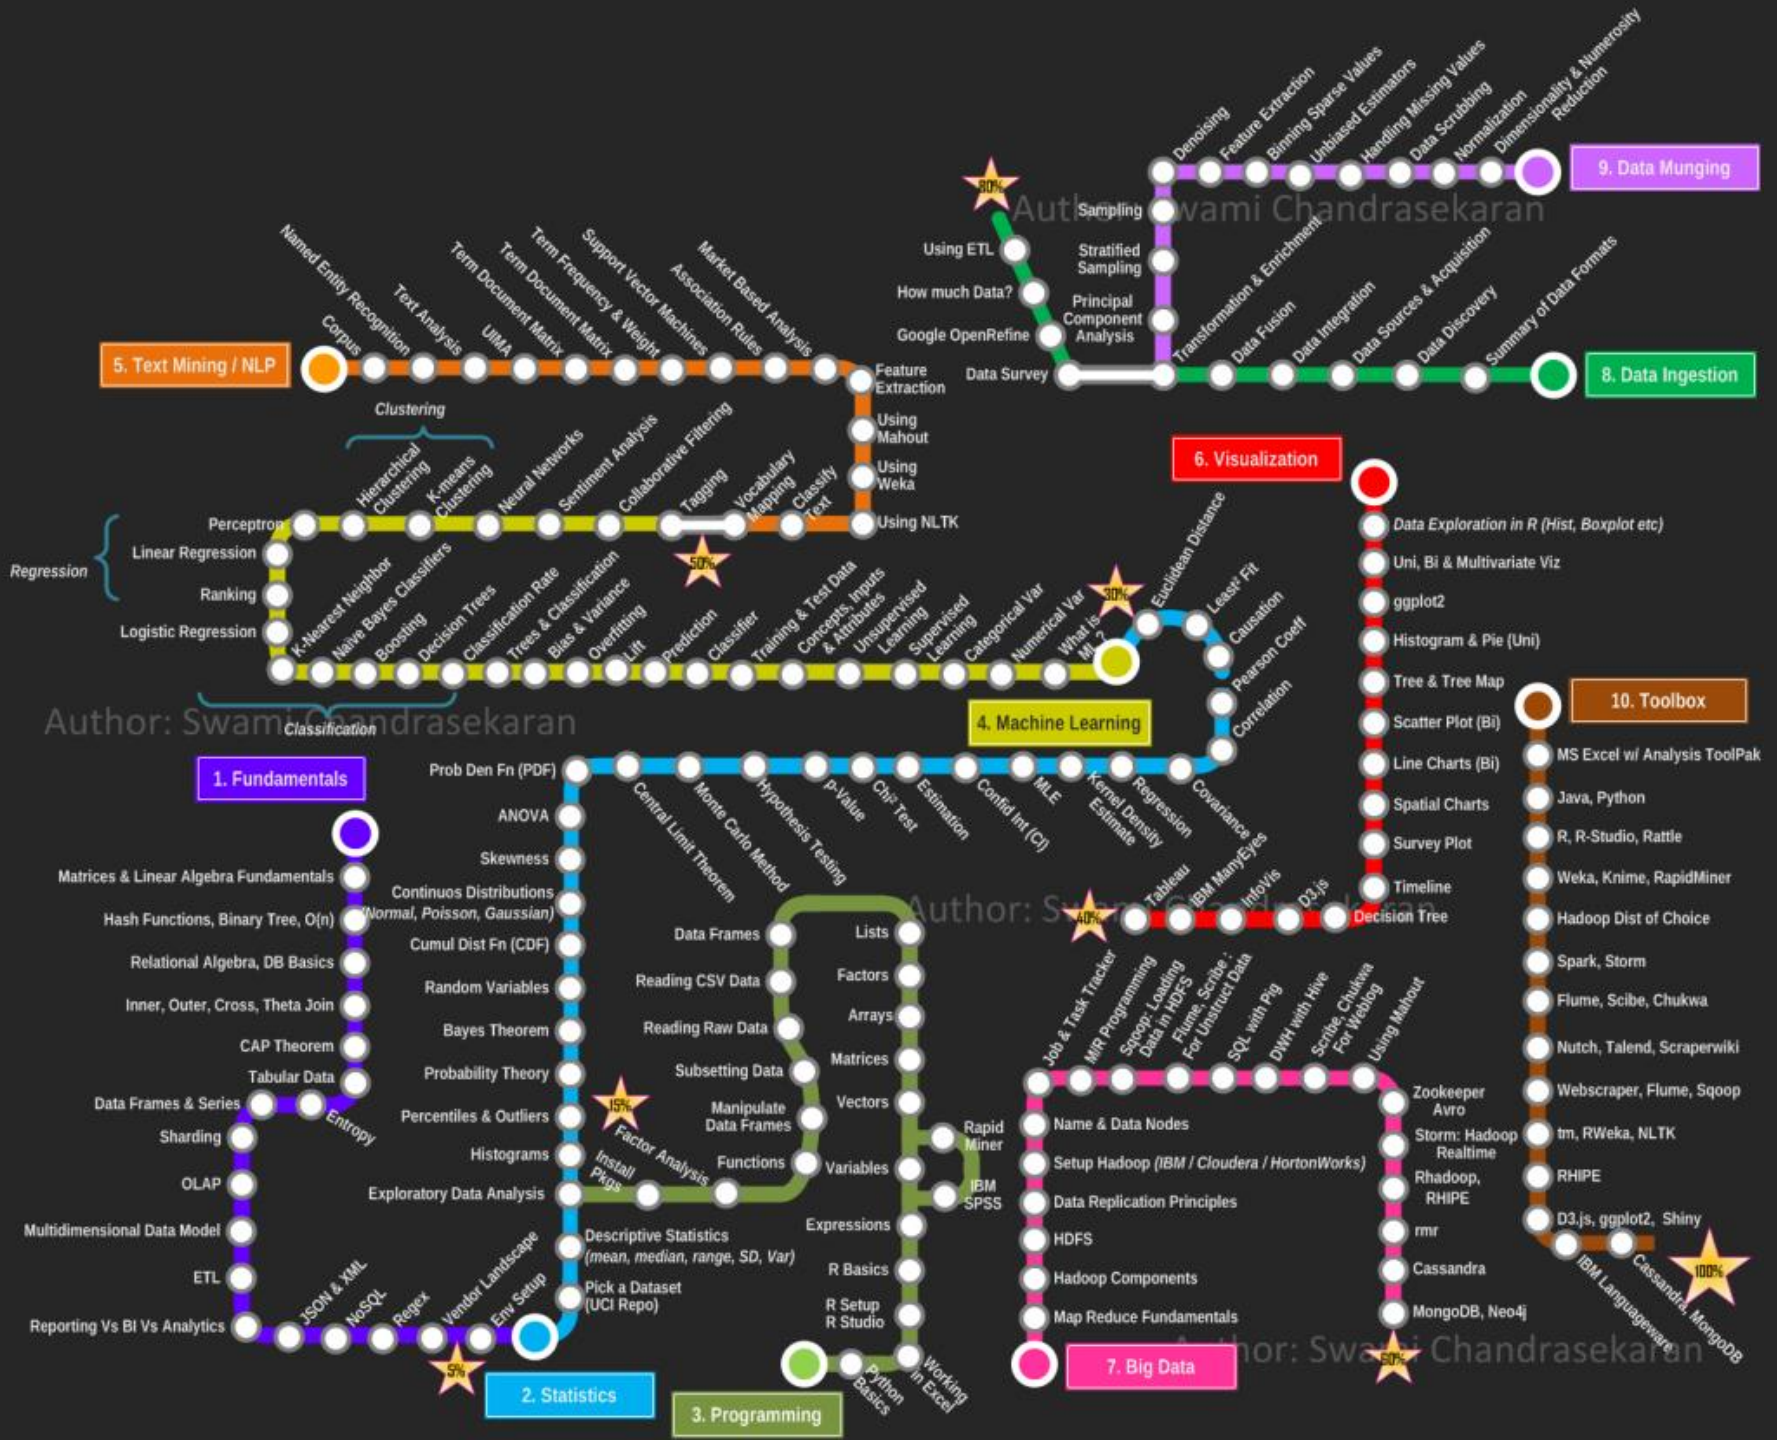 Dimensionality & Numerosity
Reduction
Normalization
Data Scrubbing
Handling Missing Values
Unbiased Estimators
Binning Sparse Values
Feature Extraction
Denoising
9. Data Munging
80%
Author: Swami Chandrasekaran
Sampling
Stratified
Sampling
Principal
Component
Analysis
Using ETL
How much Data?
Google OpenRefine
Data Survey
Transformation & Enrichment
Data Fusion
Data Integration
Data Sources & Acquisition
Data Discovery
Summary of Data Formats
8. Data Ingestion
5. Text Mining / NLP
Corpus
Named Entity Recognition
Text Analysis
UIMA
Term Document Matrix
Term Document Matrix
Term Frequency & Weight
Support Vector Machines
Association Rules
Market Based Analysis
Feature
Extraction
Using
Mahout
Using
Weka
Using NLTK
Classify
Text
Vocabulary
Mapping
50%
Tagging
Collaborative Filtering
Sentiment Analysis
Neural Networks
Clustering
K-means
Clustering
Hierarchical
Clustering
Perceptron
Linear Regression
Regression
Ranking
Logistic Regression
K-Nearest Neighbor
Naive Bayes Classifiers
Boosting
Decision Trees
Classification Rate
Trees & Classification
Bias & Variance
Overfitting
Lift
Prediction
Classifier
Training & Test Data
Concepts, Inputs
& Attributes
Unsupervised
Learning
Supervised
Learning
Categorical Var
Numerical Var
What is
ML?
Classification
Author: Swami Chandrasekaran
4. Machine Learning
30%
Euclidean Distance
Least² Fit
Causation
Pearson Coeff
Correlation
Covariance
Regression
Kernel Density
Estimate
MLE
Confid Int (CI)
Estimation
Chi² Test
p-Value
Hypothesis Testing
Monte Carlo Method
Central Limit Theorem
Prob Den Fn (PDF)
ANOVA
Skewness
Continuos Distributions
(Normal, Poisson, Gaussian)
Cumul Dist Fn (CDF)
Random Variables
Bayes Theorem
Probability Theory
Percentiles & Outliers
Histograms
Exploratory Data Analysis
Descriptive Statistics
(mean, median, range, SD, Var)
Pick a Dataset
(UCI Repo)
2. Statistics
1. Fundamentals
Matrices & Linear Algebra Fundamentals
Hash Functions, Binary Tree, O(n)
Relational Algebra, DB Basics
Inner, Outer, Cross, Theta Join
CAP Theorem
Tabular Data
Entropy
Data Frames & Series
Sharding
OLAP
Multidimensional Data Model
ETL
Reporting Vs BI Vs Analytics
JSON & XML
NoSQL
Regex
Vendor Landscape
Env Setup
5%
15%
Install
Pkgs
Factor Analysis
Functions
Manipulate
Data Frames
Subsetting Data
Reading Raw Data
Reading CSV Data
Data Frames
Lists
Factors
Arrays
Matrices
Vectors
Variables
Rapid
Miner
IBM
SPSS
Expressions
R Basics
R Setup
R Studio
Working
in Excel
Python
Basics
3. Programming
6. Visualization
Data Exploration in R (Hist, Boxplot etc)
Uni, Bi & Multivariate Viz
ggplot2
Histogram & Pie (Uni)
Tree & Tree Map
Scatter Plot (Bi)
Line Charts (Bi)
Spatial Charts
Survey Plot
Timeline
Decision Tree
D3.js
InfoVis
IBM ManyEyes
Tableau
40%
Author: Swami Chandrasekaran
Job & Task Tracker
M/R Programming
Sqoop: Loading
Data in HDFS
Flume, Scribe :
For Unstruct Data
SQL with Pig
DWH with Hive
Scribe, Chukwa
For Weblog
Using Mahout
Zookeeper
Avro
Storm: Hadoop
Realtime
Rhadoop,
RHIPE
rmr
Cassandra
MongoDB, Neo4j
60%
Name & Data Nodes
Setup Hadoop (IBM / Cloudera / HortonWorks)
Data Replication Principles
HDFS
Hadoop Components
Map Reduce Fundamentals
7. Big Data
Author: Swami Chandrasekaran
10. Toolbox
MS Excel w/ Analysis ToolPak
Java, Python
R, R-Studio, Rattle
Weka, Knime, RapidMiner
Hadoop Dist of Choice
Spark, Storm
Flume, Scibe, Chukwa
Nutch, Talend, Scraperwiki
Webscraper, Flume, Sqoop
tm, RWeka, NLTK
RHIPE
D3.js, ggplot2, Shiny
IBM Languageware
Cassandra, MongoDB
100%